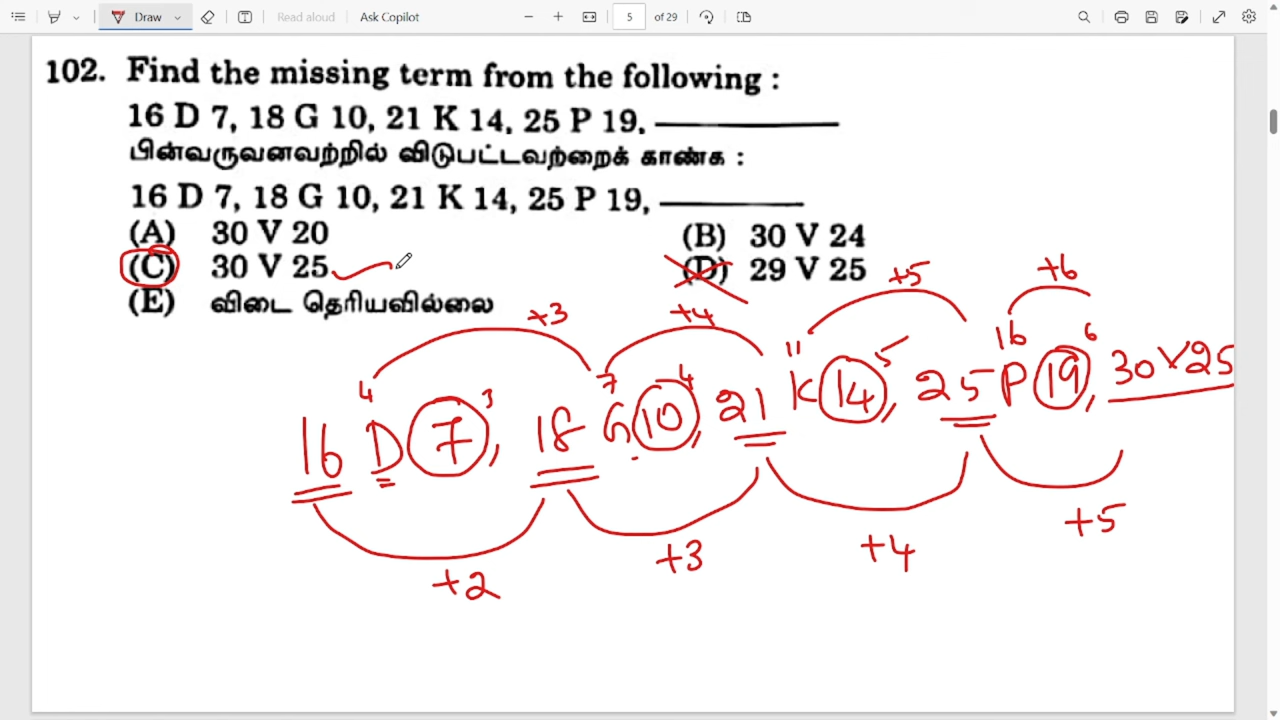 Draw
Read aloud
Ask Copilot
5
of 29
102. Find the missing term from the following :
16 D 7, 18 G 10, 21 K 14, 25 P 19,
பின்வருவனவற்றில் விடுபட்டவற்றைக் காண்க :
16 D 7, 18 G 10, 21 K 14, 25 P 19,
(A) 30 V 20
(B) 30 V 24
(C) 30 V 25
(D) 29 V 25
(E) விடை தெரியவில்லை
+3 +4 +5 +6
4 3 7 4 11 5 16 6
16 D 7, 18 G 10, 21 K 14, 25 P 19, 30 V 25
+2 +3 +4 +5